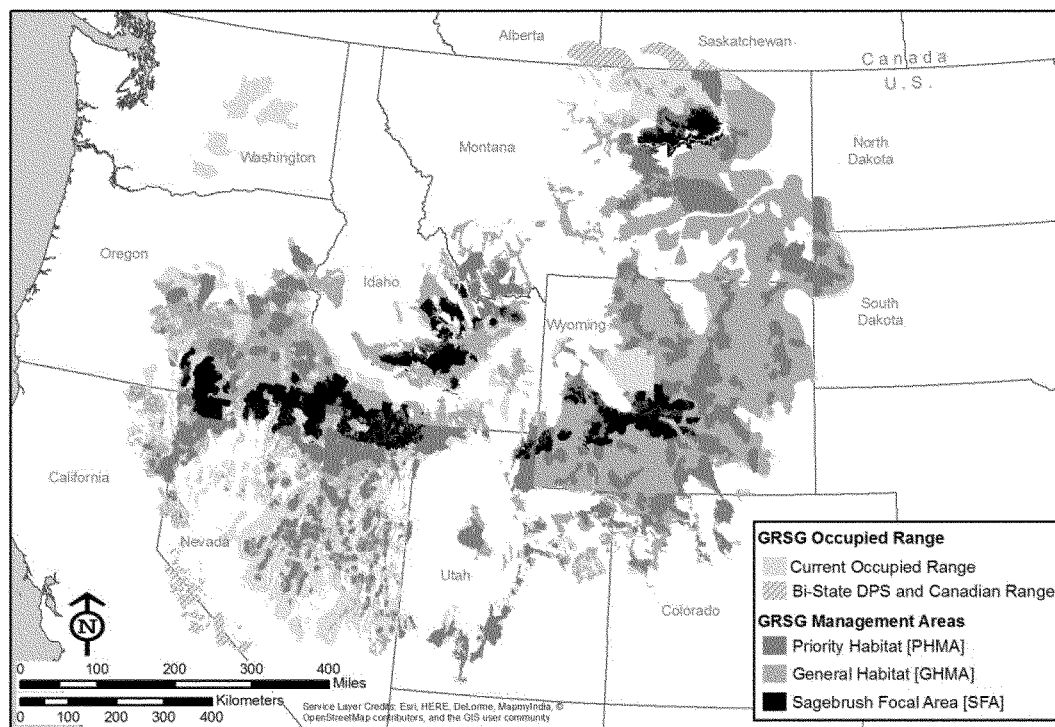 Alberta
Saskatchewan
Canada
U.S.
Washington
Montana
North
Dakota
Oregon
Idaho
Wyoming
South
Dakota
California
Nevada
Utah
Colorado
GRSG Occupied Range
Current Occupied Range
Bi-State DPS and Canadian Range
GRSG Management Areas
Priority Habitat [PHMA]
General Habitat [GHMA]
Sagebrush Focal Area [SFA]
N
0 100 200 300 400
Miles
Kilometers
0 100 200 300 400
Service Layer Credits: Esri, HERE, DeLorme, MapmyIndia, ©
OpenStreetMap contributors, and the GIS user community